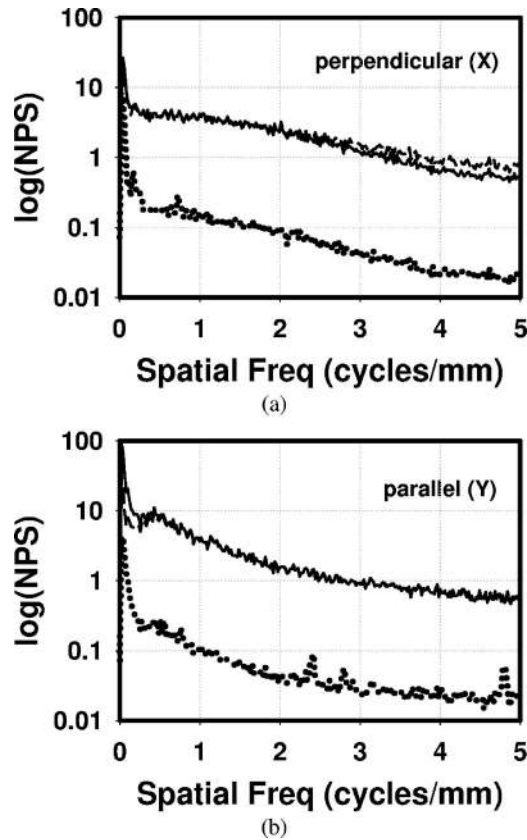 100
10
1
0.1
0.01
log(NPS)
perpendicular (X)
0 1 2 3 4 5
Spatial Freq (cycles/mm)
(a)
100
10
1
0.1
0.01
log(NPS)
parallel (Y)
0 1 2 3 4 5
Spatial Freq (cycles/mm)
(b)